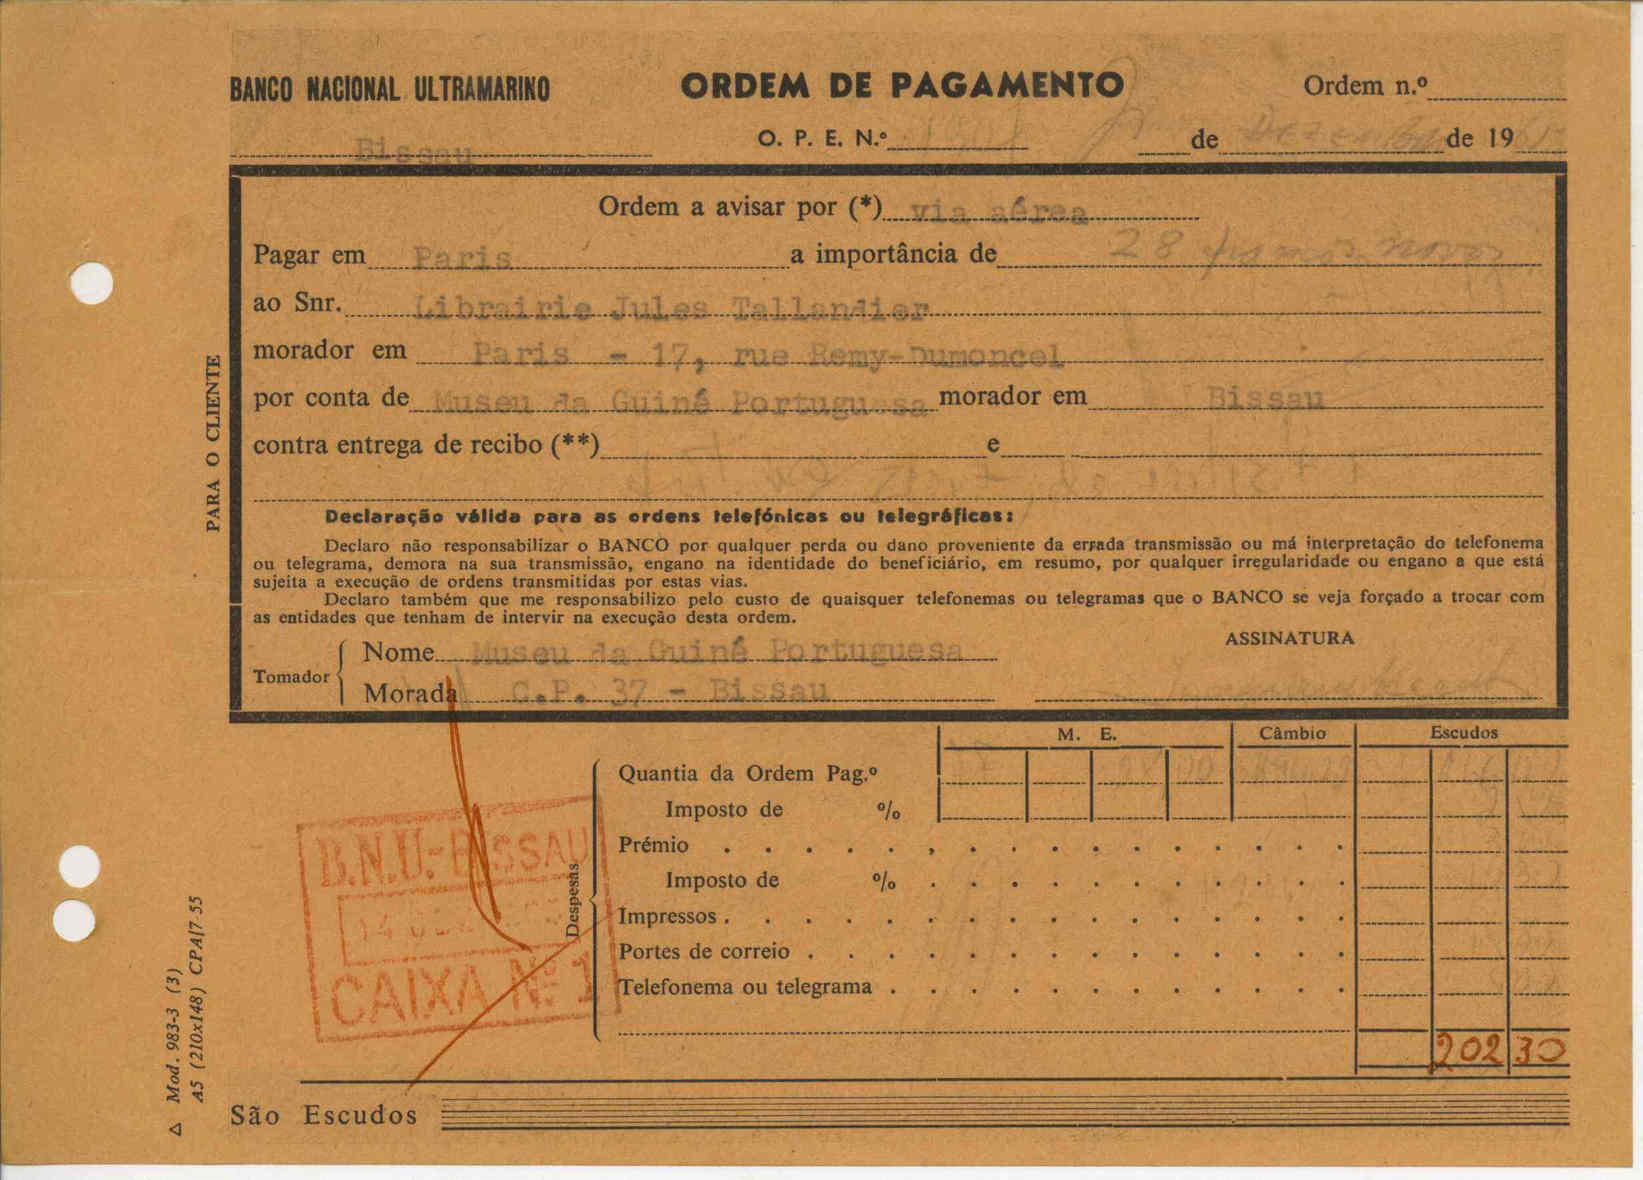 BANCO NACIONAL ULTRAMARINO
ORDEM DE PAGAMENTO
Ordem n.º
Bissau
O. P. E. N.º
de Dezembro de 19
Ordem a avisar por (*) via aérea
Pagar em Paris a importância de 28 francos novos
ao Snr. Librairie Jules Tallandier
morador em Paris - 17, rue Remy-Dumoncel
por conta de Museu da Guiné Portuguesa morador em Bissau
contra entrega de recibo (**) e
Declaração válida para as ordens telefónicas ou telegráficas:
Declaro não responsabilizar o BANCO por qualquer perda ou dano proveniente da errada transmissão ou má interpretação do telefonema
ou telegrama, demora na sua transmissão, engano na identidade do beneficiário, em resumo, por qualquer irregularidade ou engano a que está
sujeita a execução de ordens transmitidas por estas vias.
Declaro também que me responsabilizo pelo custo de quaisquer telefonemas ou telegramas que o BANCO se veja forçado a trocar com
as entidades que tenham de intervir na execução desta ordem.
ASSINATURA
Tomador
Nome Museu da Guiné Portuguesa
Morada C.P. 37 - Bissau
M. E. Câmbio Escudos
Quantia da Ordem Pag.º
Imposto de %
Despesas
Prémio
Imposto de %
Impressos
Portes de correio
Telefonema ou telegrama
202 30
São Escudos
B.N.U.-BISSAU
14 DEZ
CAIXA Nº 1
PARA O CLIENTE
Mod. 983-3 (3)
A5 (210x148) CPA/7-55